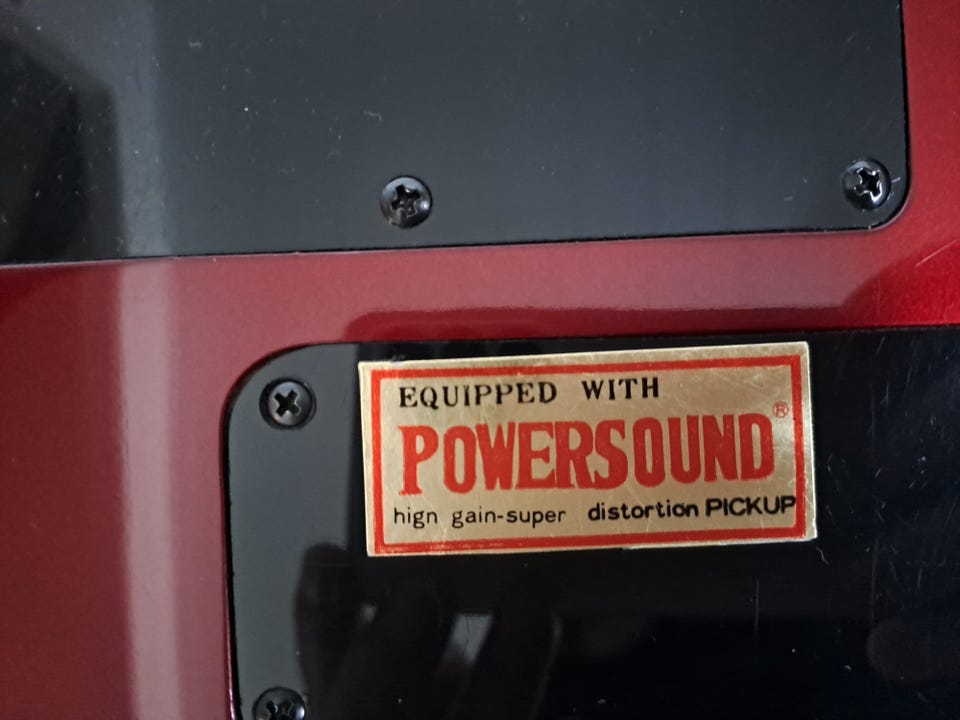 EQUIPPED WITH
POWERSOUND®
hign gain-super distortion PICKUP